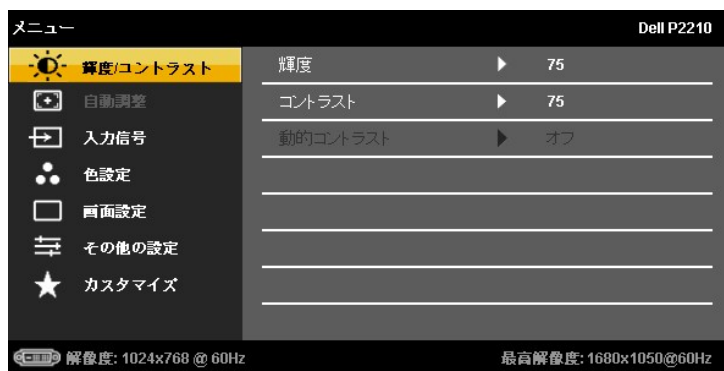 メニュー Dell P2210
輝度/コントラスト
自動調整
入力信号
色設定
画面設定
その他の設定
カスタマイズ
輝度 75
コントラスト 75
動的コントラスト オフ
解像度: 1024x768 @ 60Hz 最高解像度: 1680x1050@60Hz